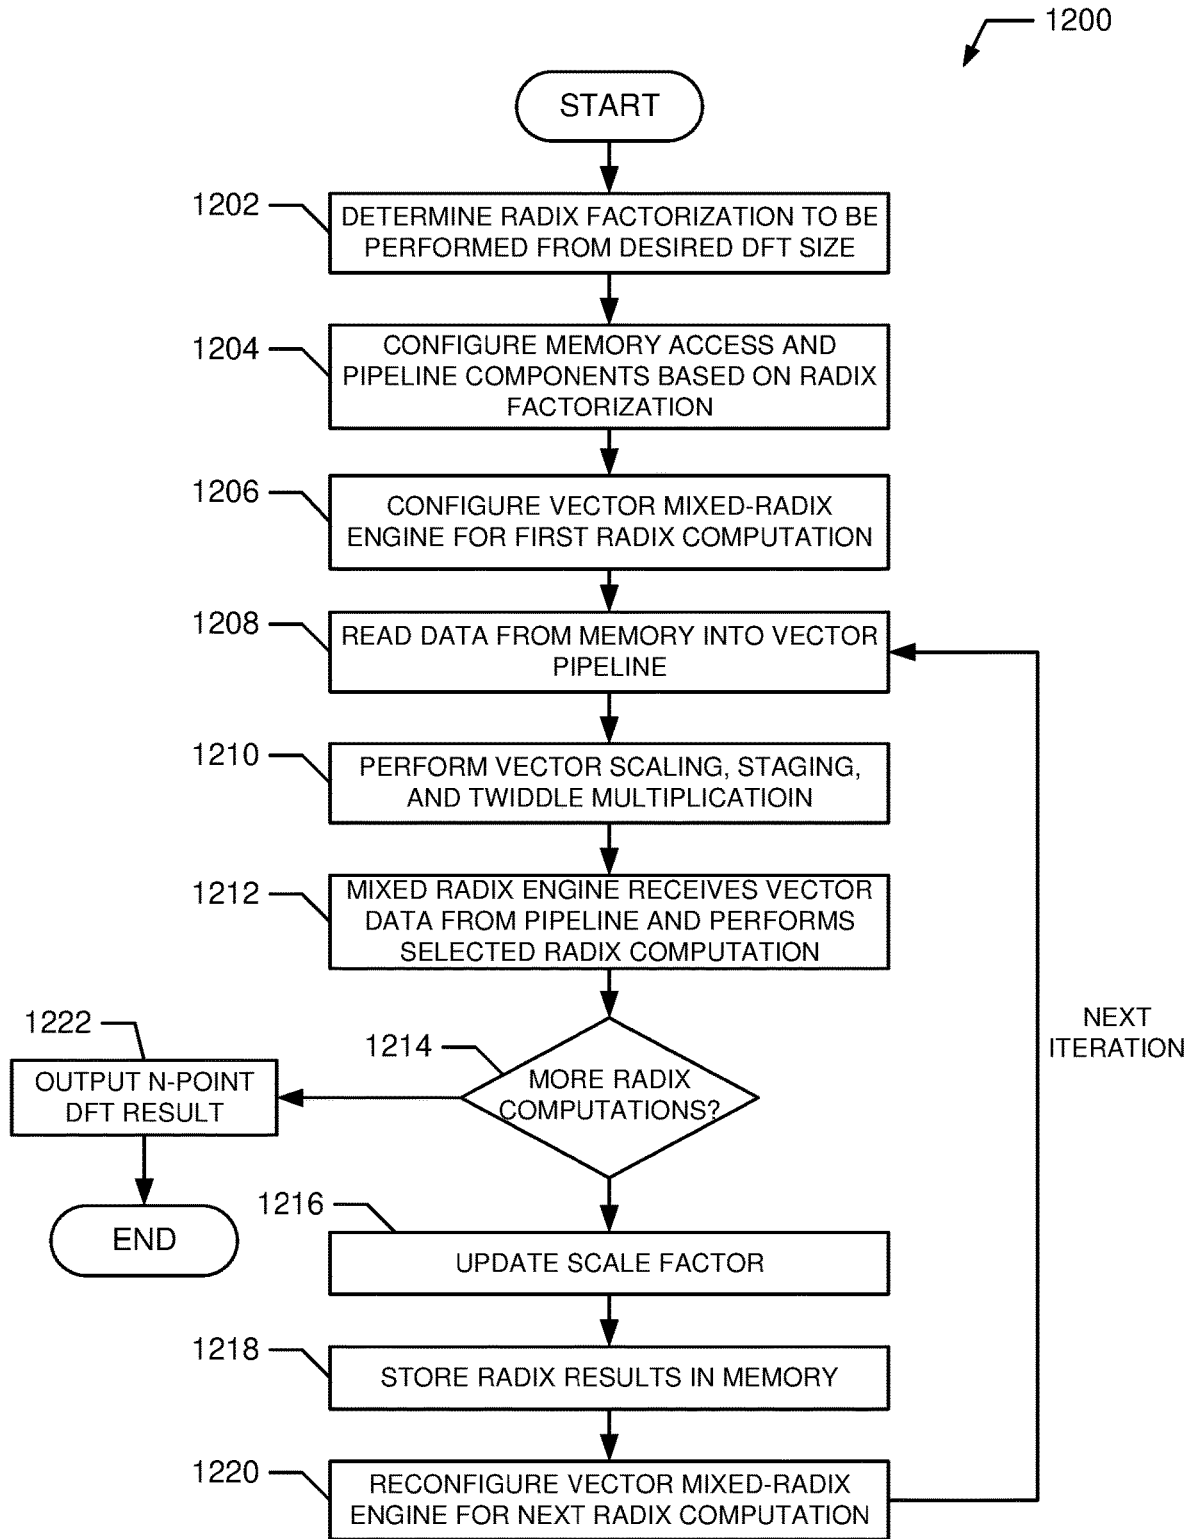 1200
START
1202
DETERMINE RADIX FACTORIZATION TO BE
PERFORMED FROM DESIRED DFT SIZE
1204
CONFIGURE MEMORY ACCESS AND
PIPELINE COMPONENTS BASED ON RADIX
FACTORIZATION
1206
CONFIGURE VECTOR MIXED-RADIX
ENGINE FOR FIRST RADIX COMPUTATION
1208
READ DATA FROM MEMORY INTO VECTOR
PIPELINE
1210
PERFORM VECTOR SCALING, STAGING,
AND TWIDDLE MULTIPLICATIOIN
1212
MIXED RADIX ENGINE RECEIVES VECTOR
DATA FROM PIPELINE AND PERFORMS
SELECTED RADIX COMPUTATION
1214
MORE RADIX
COMPUTATIONS?
NEXT
ITERATION
1222
OUTPUT N-POINT
DFT RESULT
END
1216
UPDATE SCALE FACTOR
1218
STORE RADIX RESULTS IN MEMORY
1220
RECONFIGURE VECTOR MIXED-RADIX
ENGINE FOR NEXT RADIX COMPUTATION